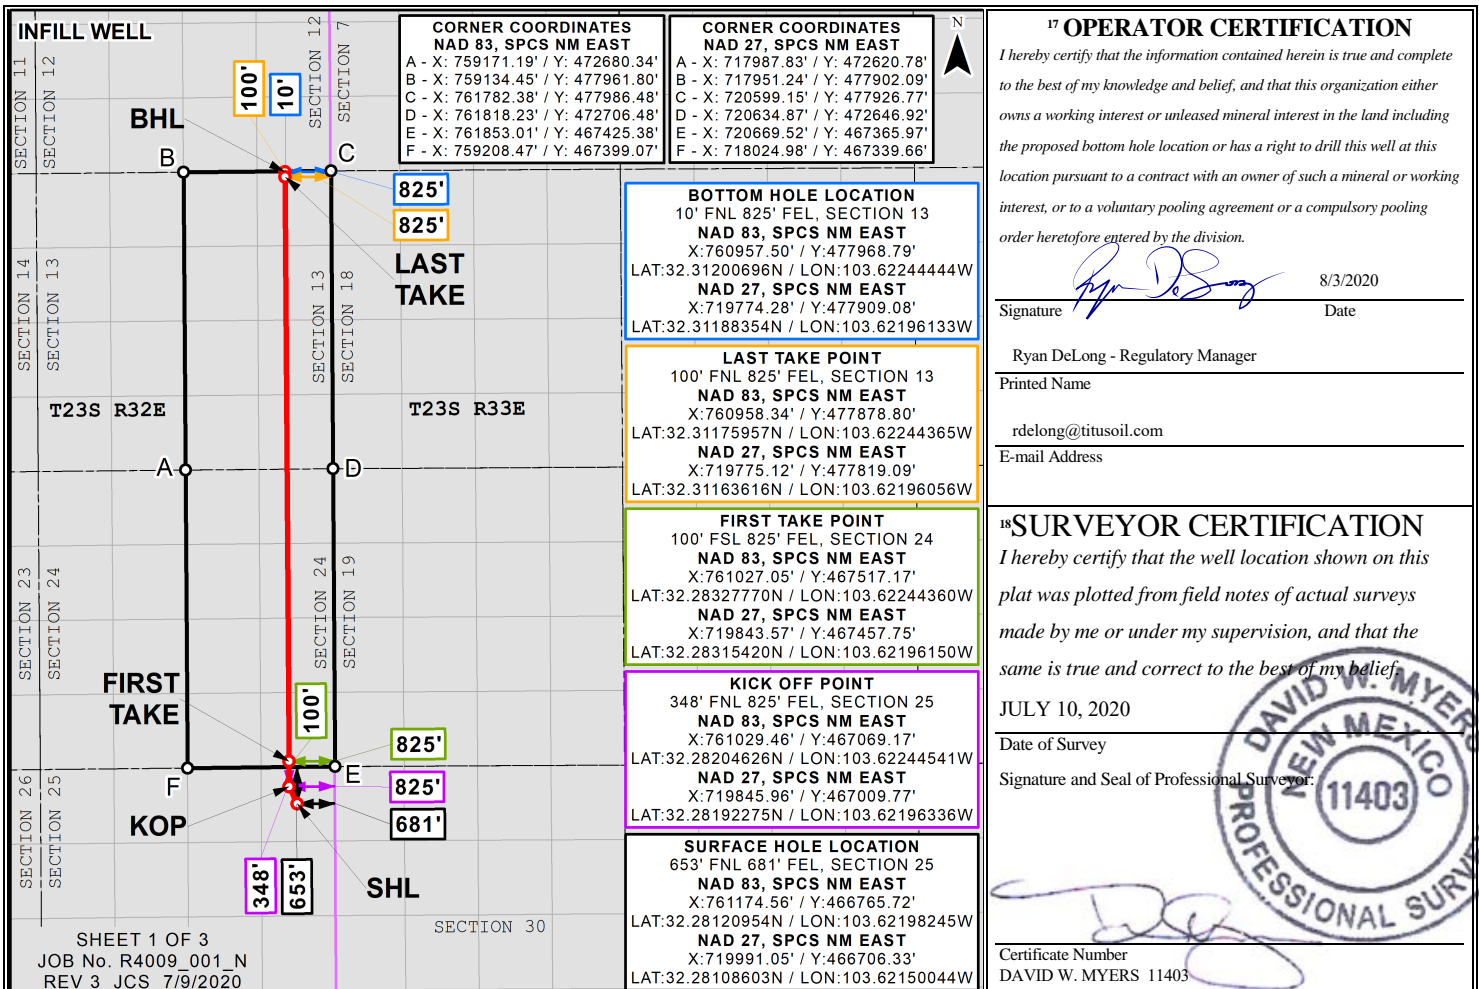 INFILL WELL
CORNER COORDINATES
NAD 83, SPCS NM EAST
A - X: 759171.19' / Y: 472680.34'
B - X: 759134.45' / Y: 477961.80'
C - X: 761782.38' / Y: 477986.48'
D - X: 761818.23' / Y: 472706.48'
E - X: 761853.01' / Y: 467425.38'
F - X: 759208.47' / Y: 467399.07'
CORNER COORDINATES
NAD 27, SPCS NM EAST
A - X: 717987.83' / Y: 472620.78'
B - X: 717951.24' / Y: 477902.09'
C - X: 720599.15' / Y: 477926.77'
D - X: 720634.87' / Y: 472646.92'
E - X: 720669.52' / Y: 467365.97'
F - X: 718024.98' / Y: 467339.66'
N
SECTION 11
SECTION 12
SECTION 12
SECTION 7
100'
10'
BHL
B
C
825'
825'
LAST
TAKE
SECTION 14
SECTION 13
SECTION 13
SECTION 18
T23S R32E
T23S R33E
A
D
SECTION 23
SECTION 24
SECTION 24
SECTION 19
FIRST
TAKE
100'
825'
F
E
825'
KOP
681'
SECTION 26
SECTION 25
348'
653'
SHL
SECTION 30
SHEET 1 OF 3
JOB No. R4009_001_N
REV 3 JCS 7/9/2020
BOTTOM HOLE LOCATION
10' FNL 825' FEL, SECTION 13
NAD 83, SPCS NM EAST
X:760957.50' / Y:477968.79'
LAT:32.31200696N / LON:103.62244444W
NAD 27, SPCS NM EAST
X:719774.28' / Y:477909.08'
LAT:32.31188354N / LON:103.62196133W
LAST TAKE POINT
100' FNL 825' FEL, SECTION 13
NAD 83, SPCS NM EAST
X:760958.34' / Y:477878.80'
LAT:32.31175957N / LON:103.62244365W
NAD 27, SPCS NM EAST
X:719775.12' / Y:477819.09'
LAT:32.31163616N / LON:103.62196056W
FIRST TAKE POINT
100' FSL 825' FEL, SECTION 24
NAD 83, SPCS NM EAST
X:761027.05' / Y:467517.17'
LAT:32.28327770N / LON:103.62244360W
NAD 27, SPCS NM EAST
X:719843.57' / Y:467457.75'
LAT:32.28315420N / LON:103.62196150W
KICK OFF POINT
348' FNL 825' FEL, SECTION 25
NAD 83, SPCS NM EAST
X:761029.46' / Y:467069.17'
LAT:32.28204626N / LON:103.62244541W
NAD 27, SPCS NM EAST
X:719845.96' / Y:467009.77'
LAT:32.28192275N / LON:103.62196336W
SURFACE HOLE LOCATION
653' FNL 681' FEL, SECTION 25
NAD 83, SPCS NM EAST
X:761174.56' / Y:466765.72'
LAT:32.28120954N / LON:103.62198245W
NAD 27, SPCS NM EAST
X:719991.05' / Y:466706.33'
LAT:32.28108603N / LON:103.62150044W
17 OPERATOR CERTIFICATION
I hereby certify that the information contained herein is true and complete
to the best of my knowledge and belief, and that this organization either
owns a working interest or unleased mineral interest in the land including
the proposed bottom hole location or has a right to drill this well at this
location pursuant to a contract with an owner of such a mineral or working
interest, or to a voluntary pooling agreement or a compulsory pooling
order heretofore entered by the division.
8/3/2020
Signature Date
Ryan DeLong - Regulatory Manager
Printed Name
rdelong@titusoil.com
E-mail Address
18SURVEYOR CERTIFICATION
I hereby certify that the well location shown on this
plat was plotted from field notes of actual surveys
made by me or under my supervision, and that the
same is true and correct to the best of my belief.
JULY 10, 2020
Date of Survey
Signature and Seal of Professional Surveyor:
DAVID W. MYERS
NEW MEXICO
11403
PROFESSIONAL
Certificate Number
DAVID W. MYERS 11403